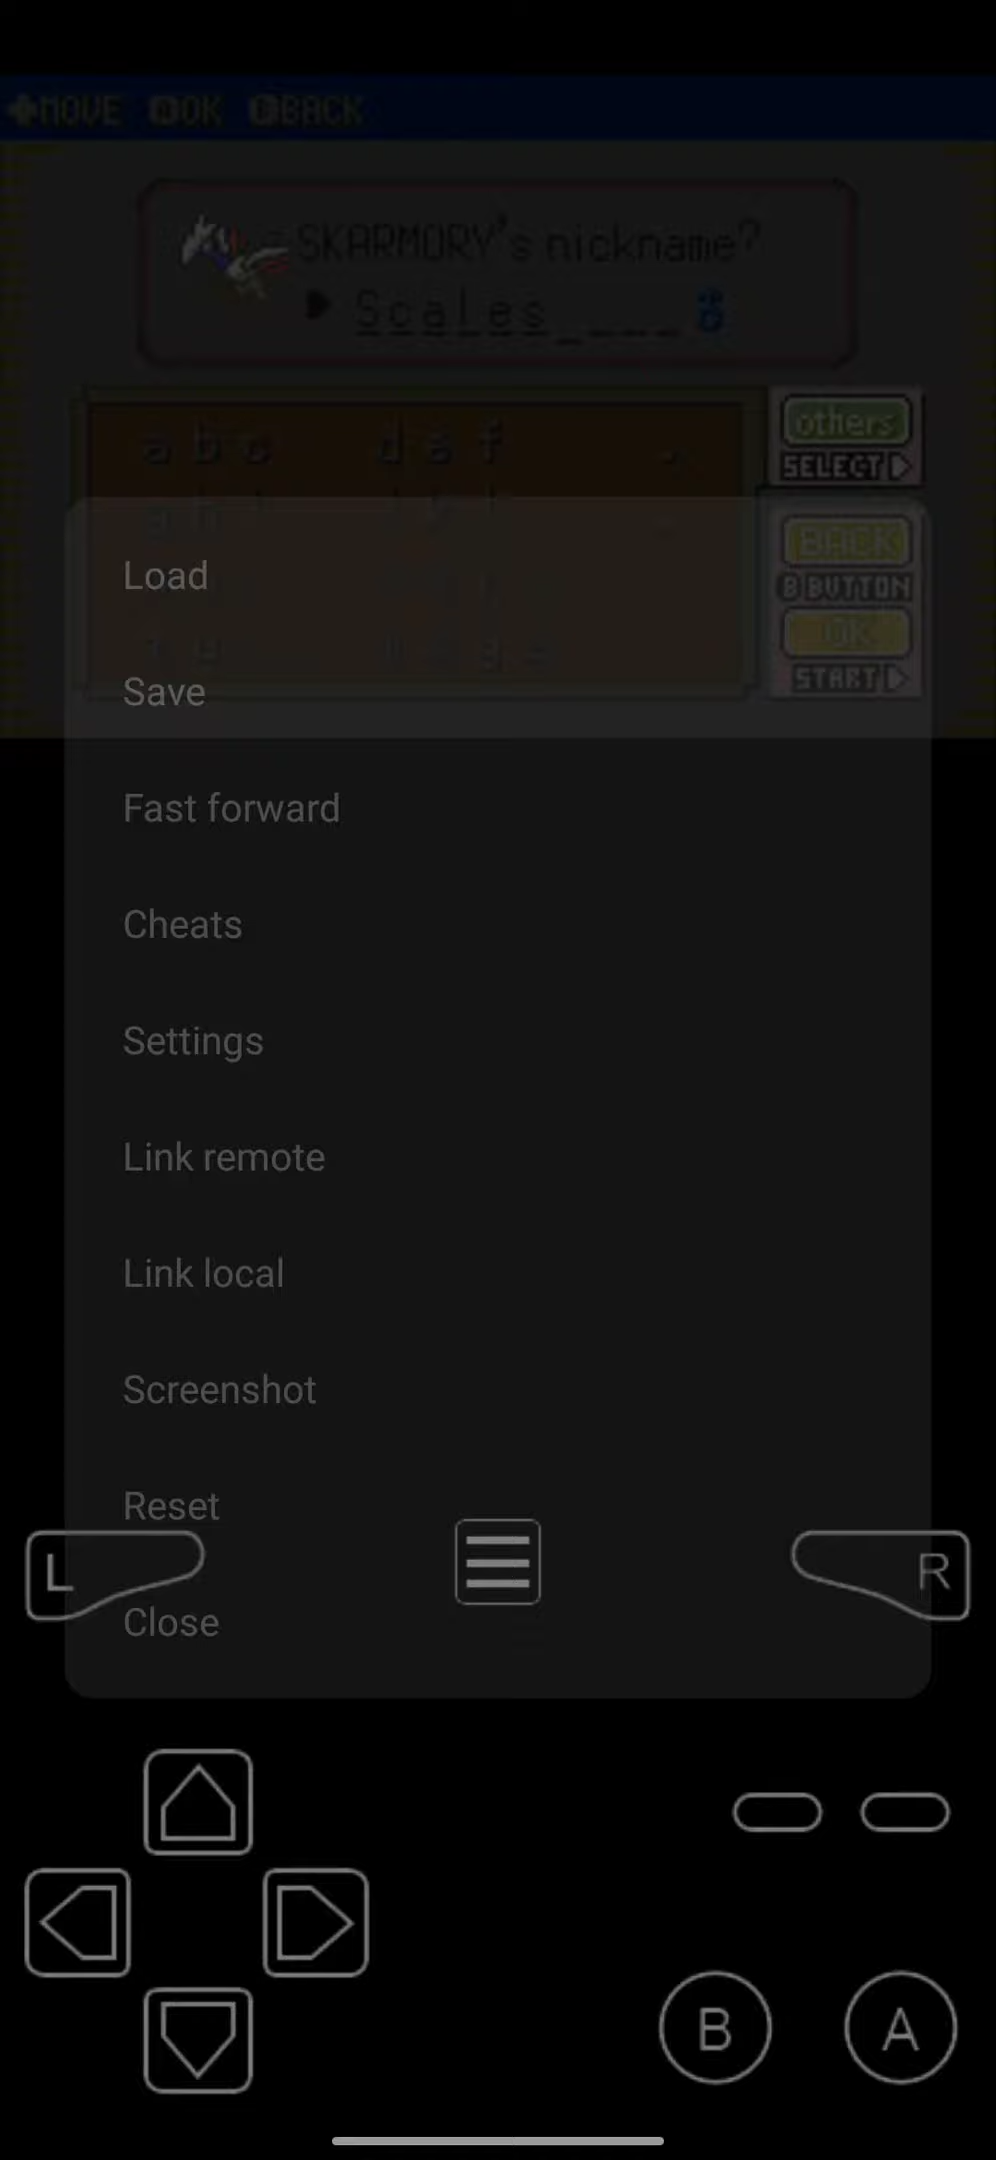 MOVE OK BACK
SKARMORY's nickname?
Scales
a b c d e f .
others
SELECT
BACK
B BUTTON
OK
START
Load
Save
Fast forward
Cheats
Settings
Link remote
Link local
Screenshot
Reset
L
R
Close
B
A